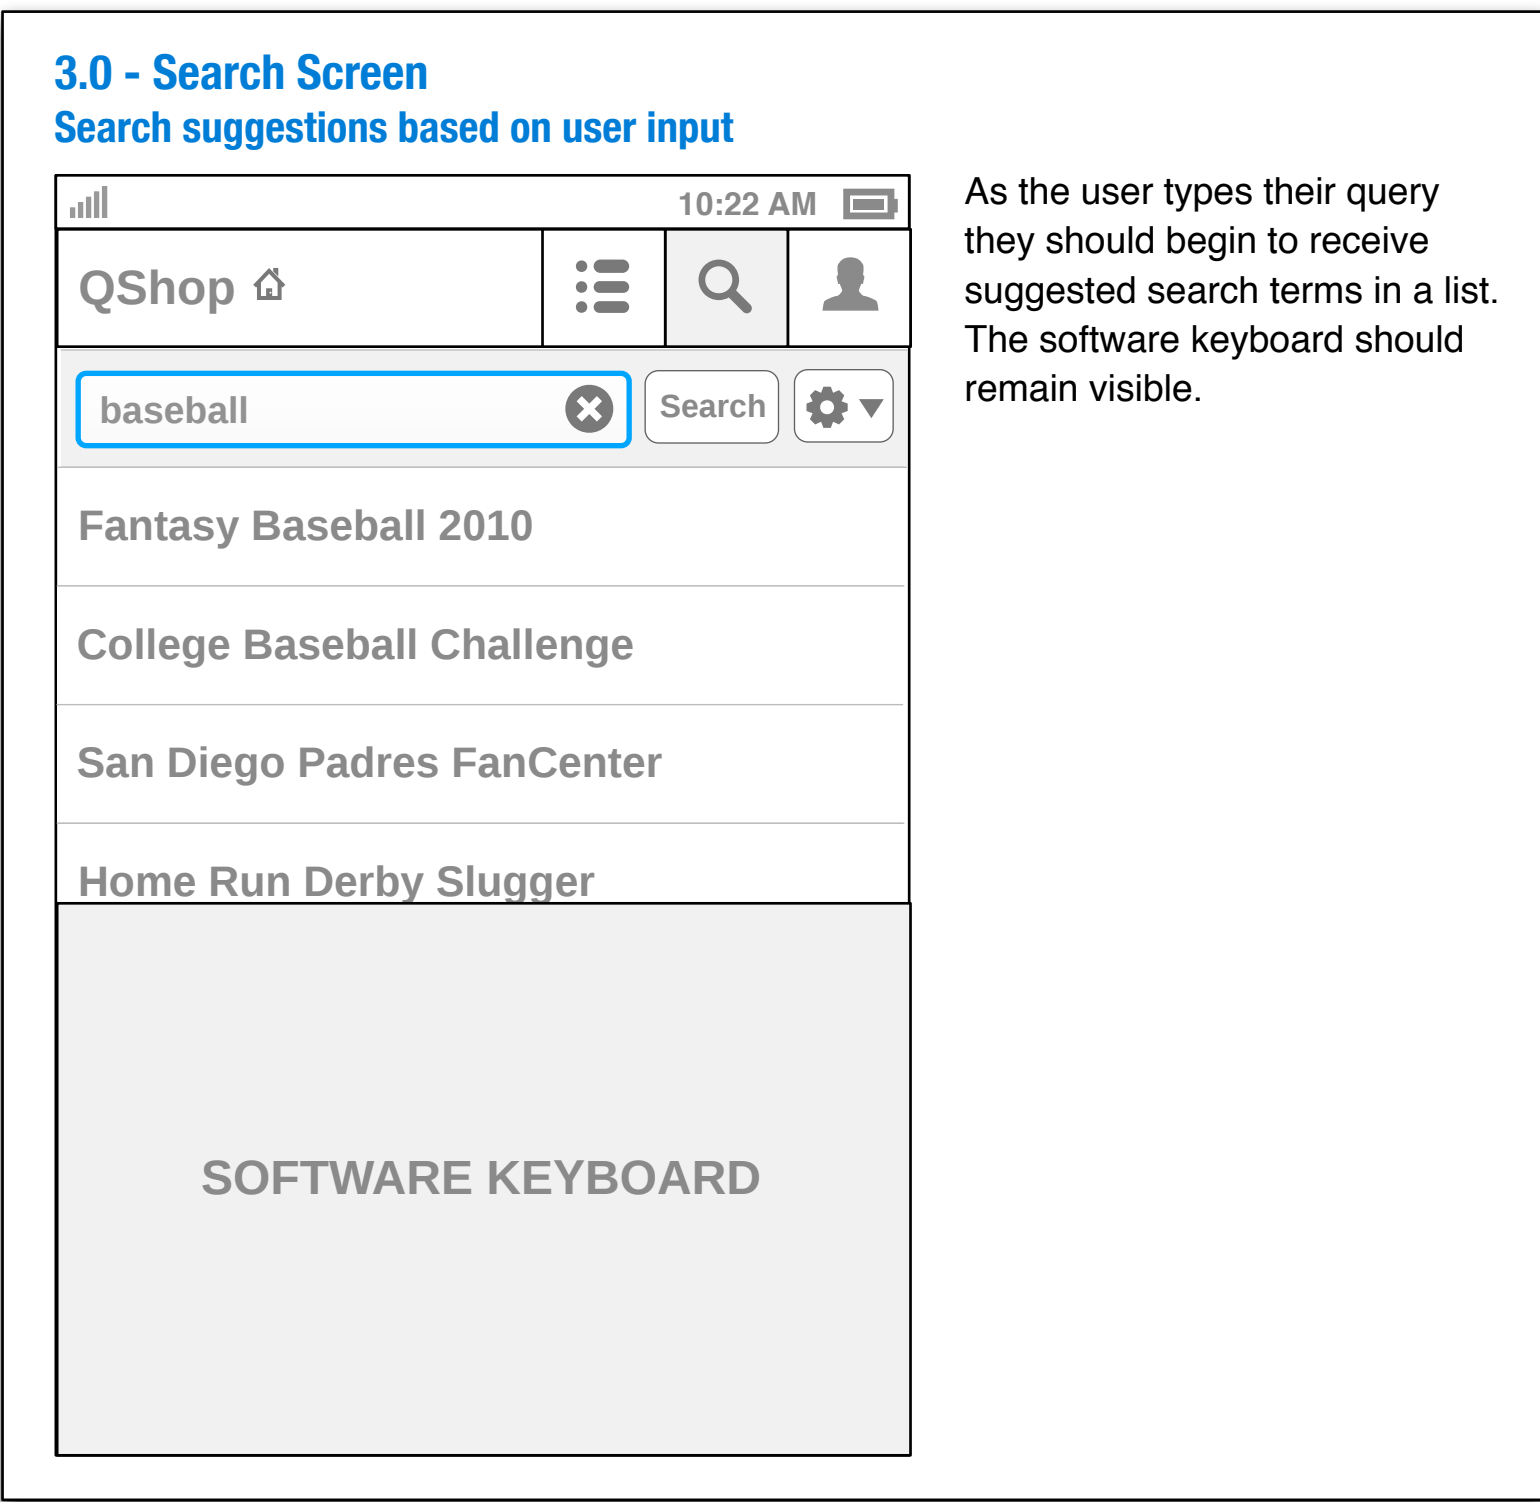 3.0 - Search Screen
Search suggestions based on user input
10:22 AM
QShop
baseball
Search
Fantasy Baseball 2010
College Baseball Challenge
San Diego Padres FanCenter
Home Run Derby Slugger
SOFTWARE KEYBOARD
As the user types their query
they should begin to receive
suggested search terms in a list.
The software keyboard should
remain visible.